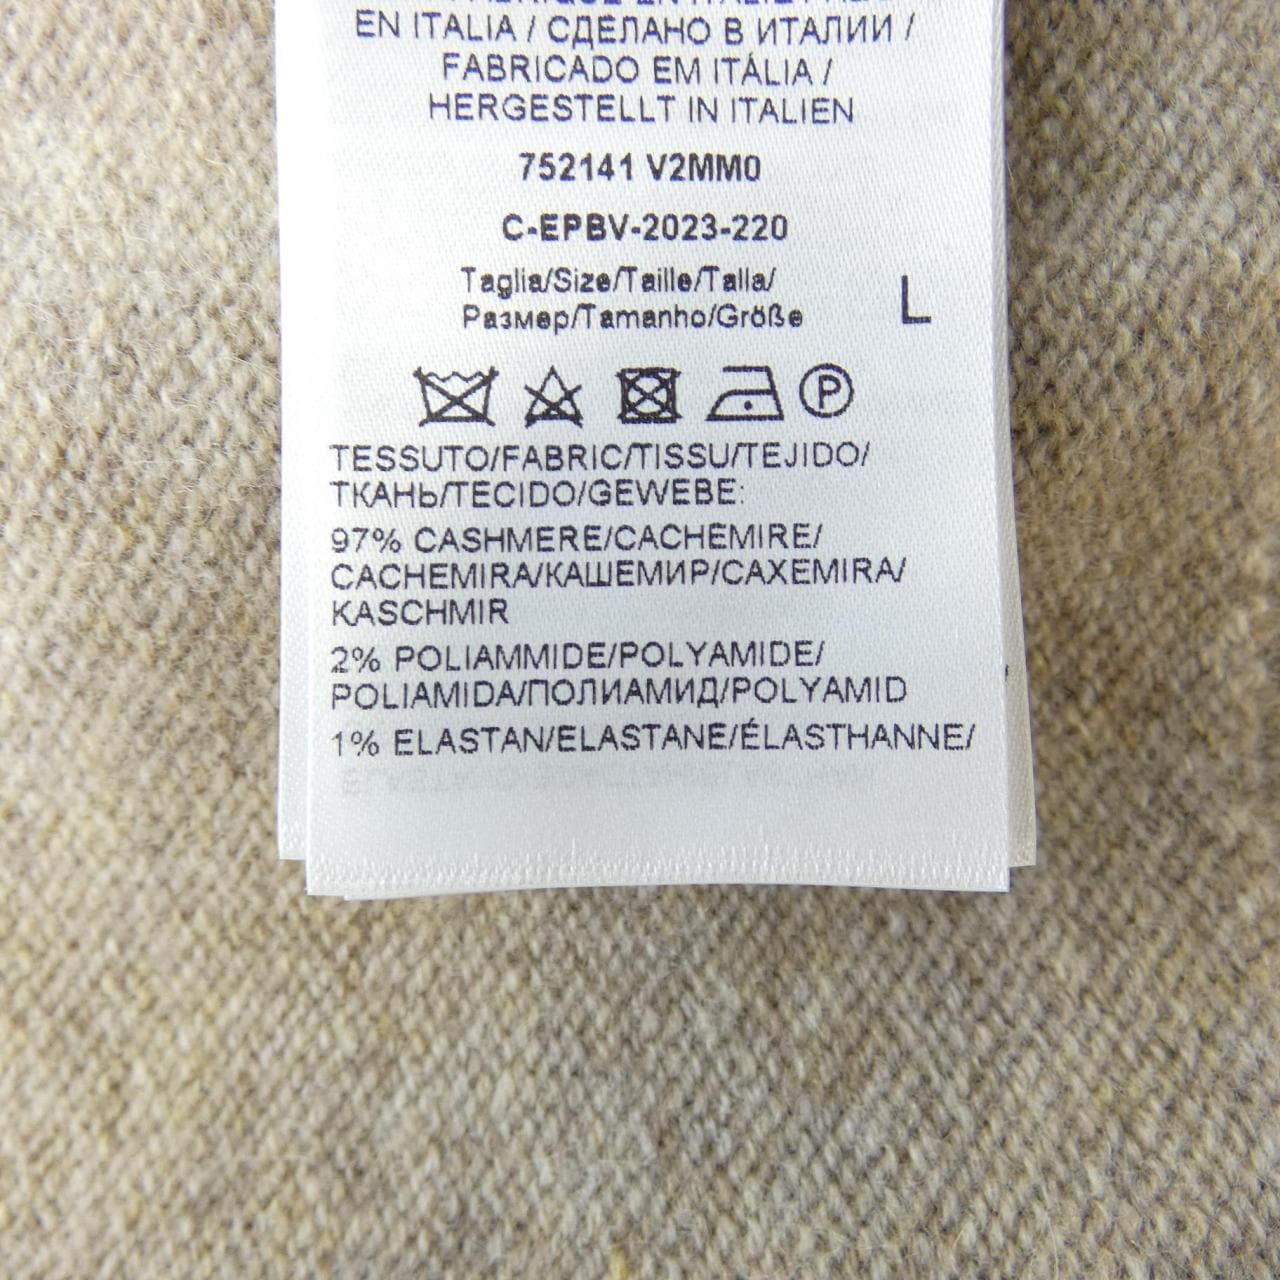 EN ITALIA / СДЕЛАНО В ИТАЛИИ /
FABRICADO EM ITÁLIA /
HERGESTELLT IN ITALIEN
752141 V2MM0
C-EPBV-2023-220
Taglia/Size/Taille/Talla/
Размер/Tamanho/Größe
L
P
TESSUTO/FABRIC/TISSU/TEJIDO/
ТКАНЬ/TECIDO/GEWEBE:
97% CASHMERE/CACHEMIRE/
CACHEMIRA/КАШЕМИР/CAXEMIRA/
KASCHMIR
2% POLIAMMIDE/POLYAMIDE/
POLIAMIDA/ПОЛИАМИД/POLYAMID
1% ELASTAN/ELASTANE/ÉLASTHANNE/